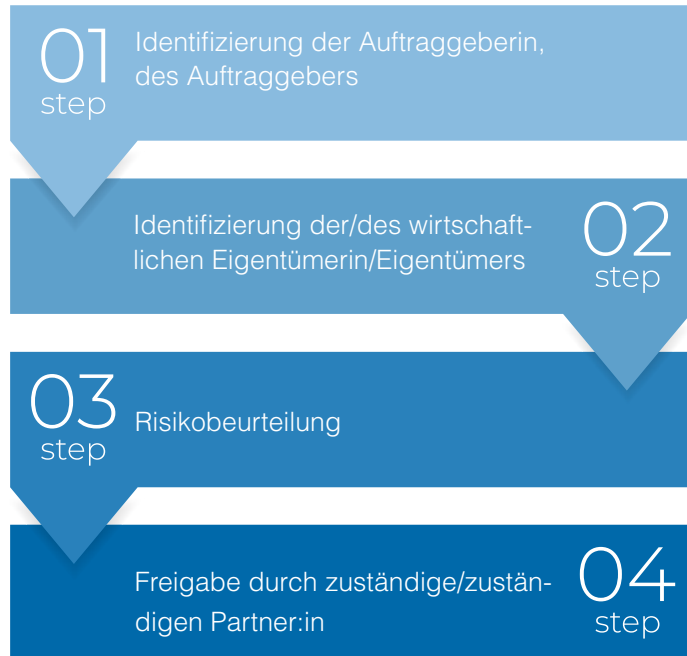 01
step
Identifizierung der Auftraggeberin,
des Auftraggebers
Identifizierung der/des wirtschaft-
lichen Eigentümerin/Eigentümers
02
step
03
step
Risikobeurteilung
Freigabe durch zuständige/zustän-
digen Partner:in
04
step